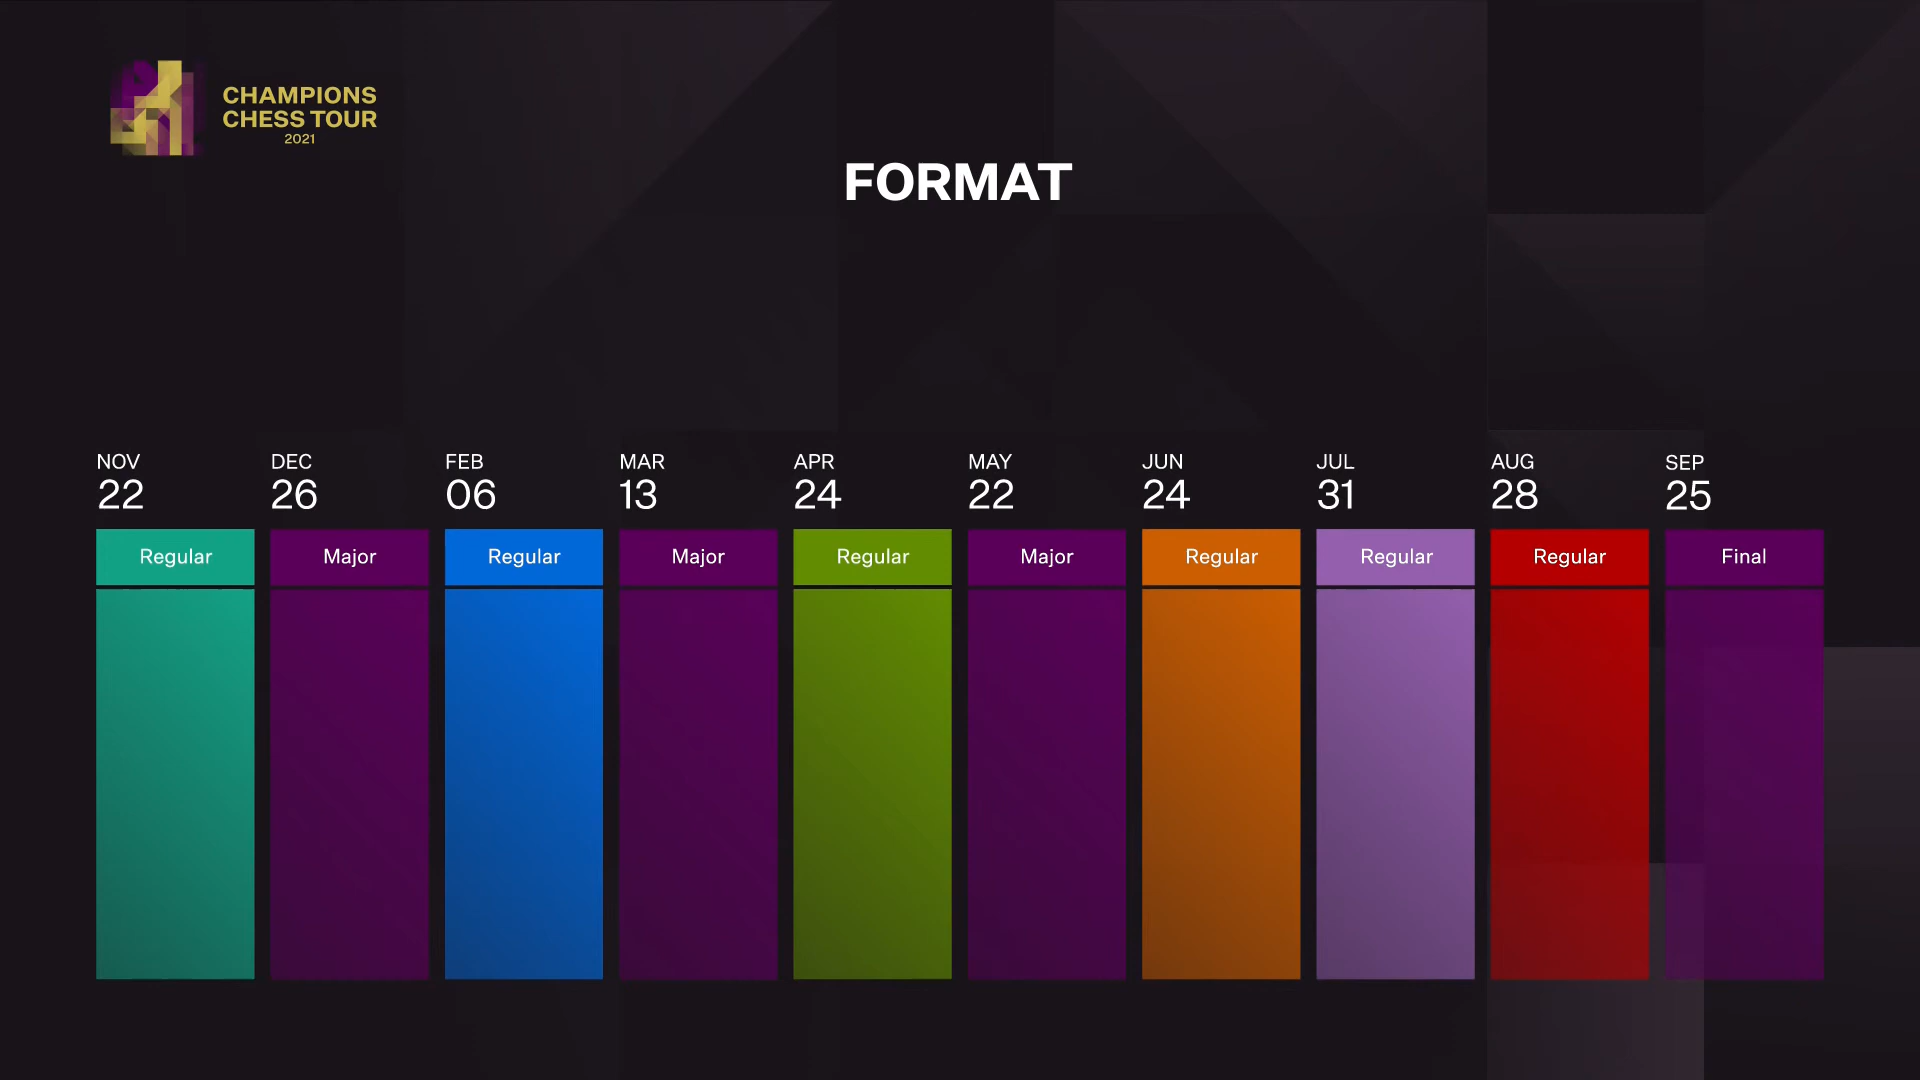 CHAMPIONS
CHESS TOUR
2021
FORMAT
NOV
22
Regular
DEC
26
Major
FEB
06
Regular
MAR
13
Major
APR
24
Regular
MAY
22
Major
JUN
24
Regular
JUL
31
Regular
AUG
28
Regular
SEP
25
Final